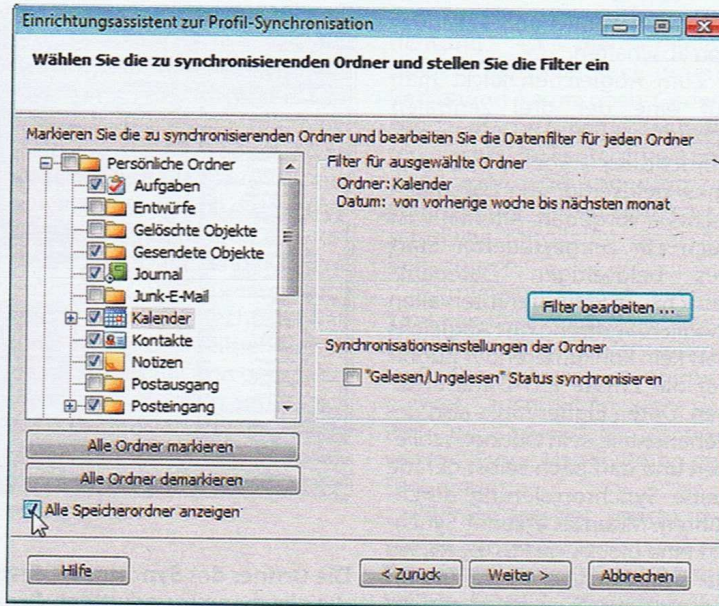 Einrichtungsassistent zur Profil-Synchronisation
Wählen Sie die zu synchronisierenden Ordner und stellen Sie die Filter ein
Markieren Sie die zu synchronisierenden Ordner und bearbeiten Sie die Datenfilter für jeden Ordner
Persönliche Ordner
Aufgaben
Entwürfe
Gelöschte Objekte
Gesendete Objekte
Journal
Junk-E-Mail
Kalender
Kontakte
Notizen
Postausgang
Posteingang
Filter für ausgewählte Ordner
Ordner: Kalender
Datum: von vorherige woche bis nächsten monat
Filter bearbeiten ...
Synchronisationseinstellungen der Ordner
"Gelesen/Ungelesen" Status synchronisieren
Alle Ordner markieren
Alle Ordner demarkieren
Alle Speicherordner anzeigen
Hilfe
< Zurück
Weiter >
Abbrechen